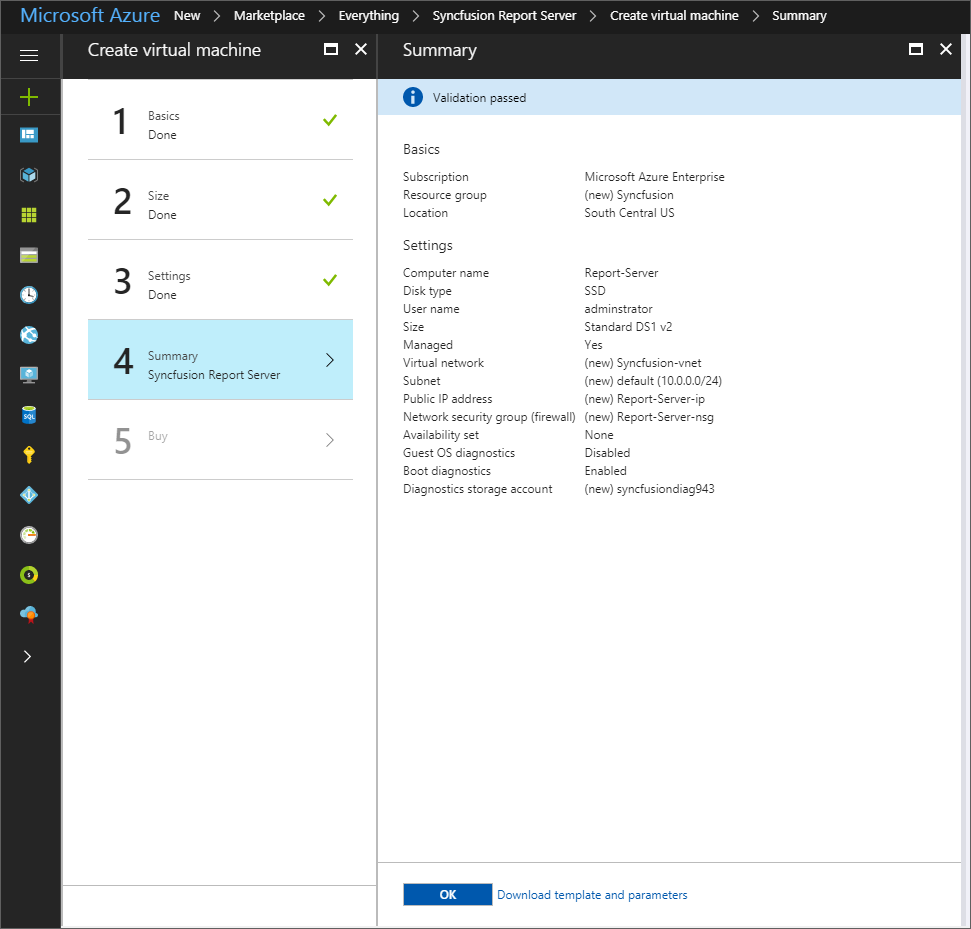 Microsoft Azure New > Marketplace > Everything > Syncfusion Report Server > Create virtual machine > Summary
Create virtual machine
1 Basics
Done
2 Size
Done
3 Settings
Done
4 Summary
Syncfusion Report Server
5 Buy
Summary
Validation passed
Basics
Subscription Microsoft Azure Enterprise
Resource group (new) Syncfusion
Location South Central US
Settings
Computer name Report-Server
Disk type SSD
User name adminstrator
Size Standard DS1 v2
Managed Yes
Virtual network (new) Syncfusion-vnet
Subnet (new) default (10.0.0.0/24)
Public IP address (new) Report-Server-ip
Network security group (firewall) (new) Report-Server-nsg
Availability set None
Guest OS diagnostics Disabled
Boot diagnostics Enabled
Diagnostics storage account (new) syncfusiondiag943
OK Download template and parameters
SQL